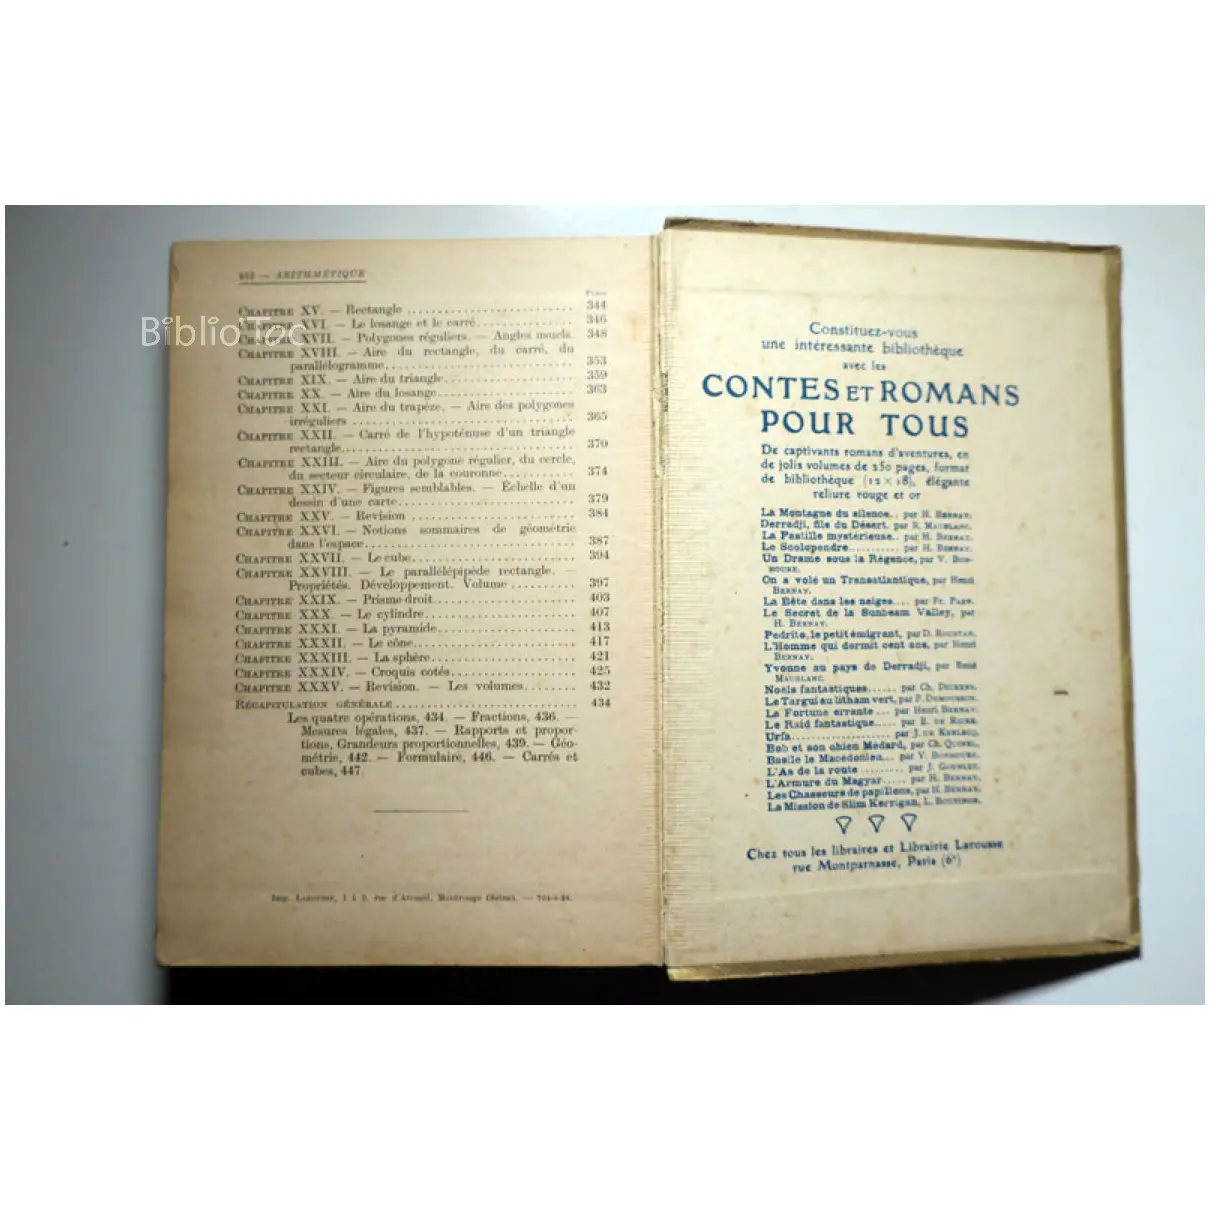 452 — ARITHMÉTIQUE
Pages
CHAPITRE XV. — Rectangle .......................... 344
CHAPITRE XVI. — Le losange et le carré............... 346
CHAPITRE XVII. — Polygones réguliers. — Angles 348
CHAPITRE XVIII. — Aire du rectangle, du carré, du
parallélogramme............................. 353
CHAPITRE XIX. — Aire du triangle.................... 359
CHAPITRE XX. — Aire du losange..................... 363
CHAPITRE XXI. — Aire du trapèze. — Aire des polygones
irréguliers .................................. 365
CHAPITRE XXII. — Carré de l'hypoténuse d'un triangle
rectangle.................................... 370
CHAPITRE XXIII. — Aire du polygone régulier, du cercle,
du secteur circulaire, de la couronne........... 374
CHAPITRE XXIV. — Figures semblables. — Échelle d'un
dessin d'une carte........................... 379
CHAPITRE XXV. — Revision ......................... 384
CHAPITRE XXVI. — Notions sommaires de géométrie
dans l'espace................................ 387
CHAPITRE XXVII. — Le cube......................... 394
CHAPITRE XXVIII. — Le parallélépipède rectangle. —
Propriétés. Développement. Volume .......... 397
CHAPITRE XXIX. — Prisme droit...................... 403
CHAPITRE XXX. — Le cylindre....................... 407
CHAPITRE XXXI. — La pyramide...................... 413
CHAPITRE XXXII. — Le cône......................... 417
CHAPITRE XXXIII. — La sphère...................... 421
CHAPITRE XXXIV. — Croquis cotés................... 425
CHAPITRE XXXV. — Revision. — Les volumes........ 432
RÉCAPITULATION GÉNÉRALE........................... 434
Les quatre opérations, 434. — Fractions, 436. —
Mesures légales, 437. — Rapports et propor-
tions, Grandeurs proportionnelles, 439. — Géo-
métrie, 442. — Formulaire, 446. — Carrés et
cubes, 447.
Imp. LAROUSSE, 1 à 9, rue d'Arcueil, Montrouge (Seine). —
BiblioTec
Constituez-vous
une intéressante bibliothèque
avec les
CONTES ET ROMANS
POUR TOUS
De captivants romans d'aventures, en
de jolis volumes de 250 pages, format
de bibliothèque (12 × 18), élégante
reliure rouge et or
La Montagne du silence.. par H. BERNAY.
Derradji, fils du Désert. par R. MAUBLANC.
La Pastille mystérieuse.. par H. BERNAY.
Le Scolopendre.......... par H. BERNAY.
Un Drame sous la Régence, par V. BON-
HOURE.
On a volé un Transatlantique, par Henri
BERNAY.
La Bête dans les neiges.... par Fr.
Le Secret de la Sunbeam Valley, par
H. BERNAY.
Pedrito, le petit émigrant, par D.
L'Homme qui dormit cent ans, par Henri
BERNAY.
Yvonne au pays de Derradji, par René
MAUBLANC.
Noëls fantastiques...... par Ch. DICKENS.
Le Targui au litham vert, par P.
La Fortune errante ... par Henri BERNAY.
Le Raid fantastique..... par E. DE
Urfa.................... par J. DE
Bob et son chien Médard, par Ch. QUINEL.
Basile le Macédonien... par V. BONHOURE.
L'As de la route ......... par J.
L'Armure du Magyar..... par H. BERNAY.
Les Chasseurs de papillons, par H. BERNAY.
La Mission de Slim Kerrigan, L.
Chez tous les libraires et Librairie Larousse
rue Montparnasse, Paris (6e)